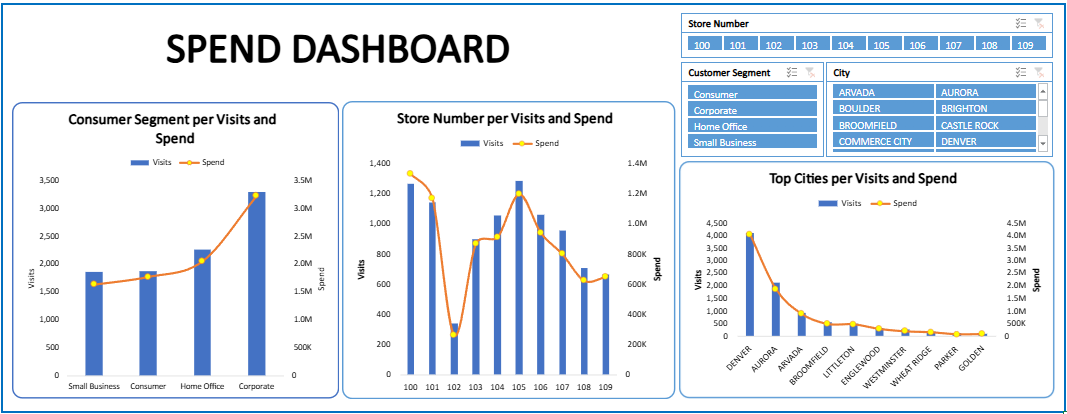 SPEND DASHBOARD
Store Number
100 101 102 103 104 105 106 107 108 109
Customer Segment
Consumer
Corporate
Home Office
Small Business
City
ARVADA AURORA
BOULDER BRIGHTON
BROOMFIELD CASTLE ROCK
COMMERCE CITY DENVER
Consumer Segment per Visits and
Spend
Visits Spend
3,500
3,000
2,500
2,000
1,500
1,000
500
0
Visits
3.5M
3.0M
2.5M
2.0M
1.5M
1.0M
500K
0
Spend
Small Business Consumer Home Office Corporate
Store Number per Visits and Spend
Visits Spend
1,400
1,200
1,000
800
600
400
200
0
Visits
1.4M
1.2M
1.0M
800K
600K
400K
200K
0
Spend
100 101 102 103 104 105 106 107 108 109
Top Cities per Visits and Spend
Visits Spend
4,500
4,000
3,500
3,000
2,500
2,000
1,500
1,000
500
0
Visits
4.5M
4.0M
3.5M
3.0M
2.5M
2.0M
1.5M
1.0M
500K
0K
Spend
DENVER
AURORA
ARVADA
BROOMFIELD
LITTLETON
ENGLEWOOD
WESTMINSTER
WHEAT RIDGE
PARKER
GOLDEN